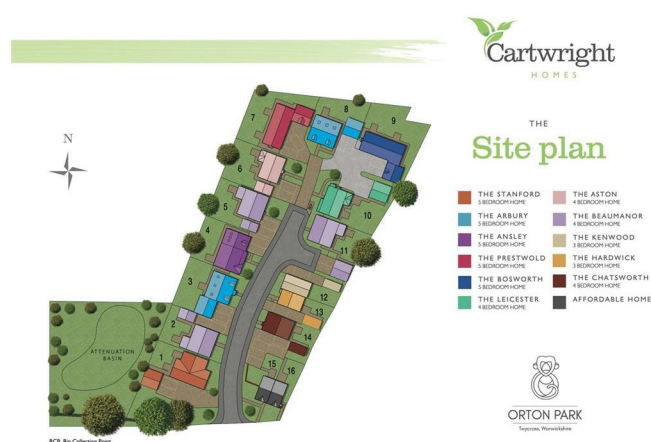 Cartwright
HOMES
THE
Site plan
N
7
8
9
6
5
10
4
11
3
12
13
2
14
1
15
16
ATTENUATION
BASIN
THE STANFORD
5 BEDROOM HOME
THE ARBURY
5 BEDROOM HOME
THE ANSLEY
5 BEDROOM HOME
THE PRESTWOLD
5 BEDROOM HOME
THE BOSWORTH
5 BEDROOM HOME
THE LEICESTER
4 BEDROOM HOME
THE ASTON
4 BEDROOM HOME
THE BEAUMANOR
4 BEDROOM HOME
THE KENWOOD
3 BEDROOM HOME
THE HARDWICK
3 BEDROOM HOME
THE CHATSWORTH
4 BEDROOM HOME
AFFORDABLE HOME
ORTON PARK
Twycross, Warwickshire
BCP Bin Collection Point